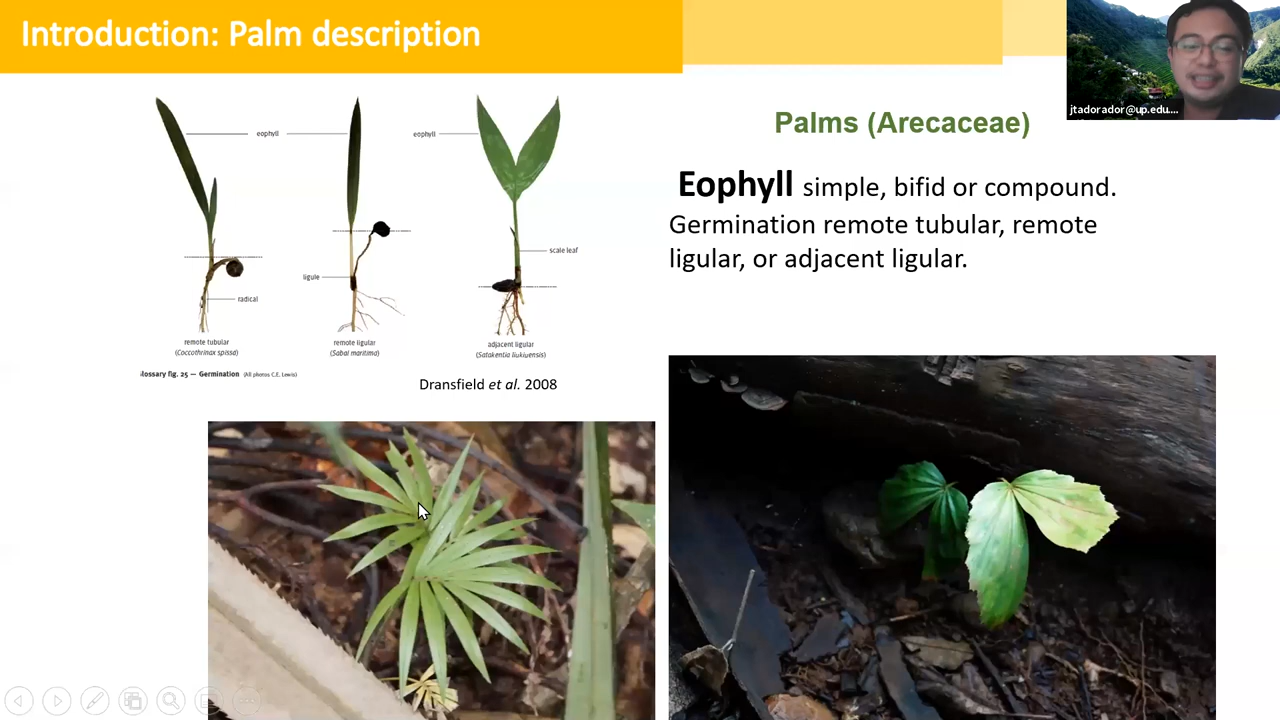 Introduction: Palm description
jtadorador@up.edu....
eophyll
eophyll
scale leaf
ligule
radical
remote tubular
(Coccothrinax spissa)
remote ligular
(Sabal maritima)
adjacent ligular
(Satakentia liukiuensis)
lossary fig. 25 — Germination (All photos C.E. Lewis)
Dransfield et al. 2008
Palms (Arecaceae)
Eophyll simple, bifid or compound.
Germination remote tubular, remote
ligular, or adjacent ligular.